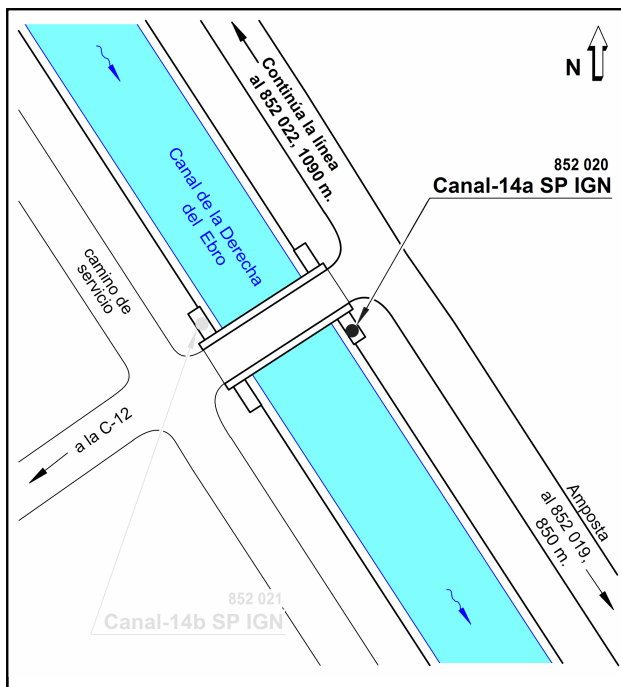 N
Continúa la línea
al 852 022, 1090 m.
852 020
Canal-14a SP IGN
Canal de la Derecha
del Ebro
camino de
servicio
a la C-12
Amposta
al 852 019,
850 m.
852 021
Canal-14b SP IGN